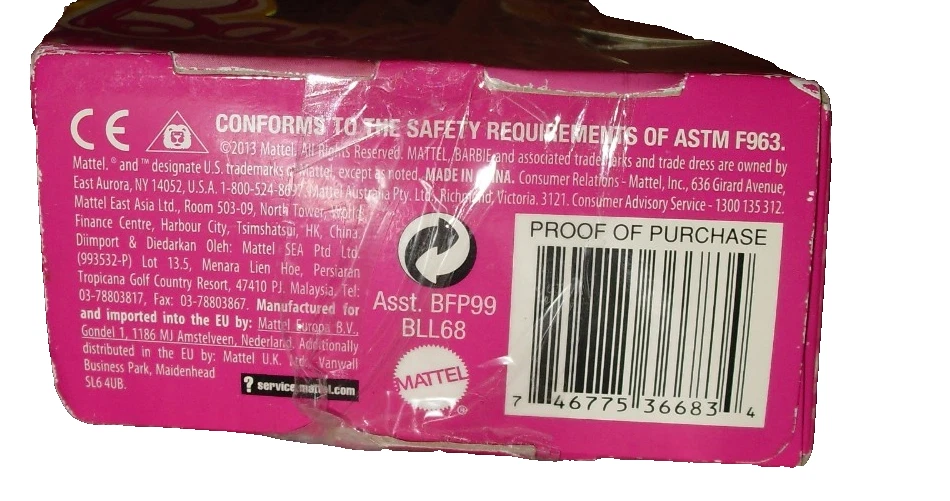 Barbie
CE
CONFORMS TO THE SAFETY REQUIREMENTS OF ASTM F963.
©2013 Mattel. All Rights Reserved. MATTEL, BARBIE and associated trademarks and trade dress are owned by
Mattel. ® and ™ designate U.S. trademarks of Mattel, except as noted. MADE IN CHINA. Consumer Relations - Mattel, Inc., 636 Girard Avenue,
East Aurora, NY 14052, U.S.A. 1-800-524-8697. Mattel Australia Pty. Ltd., Richmond, Victoria. 3121. Consumer Advisory Service - 1300 135 312.
Mattel East Asia Ltd., Room 503-09, North Tower, World
Finance Centre, Harbour City, Tsimshatsui, HK, China.
Diimport & Diedarkan Oleh: Mattel SEA Ptd Ltd.
(993532-P) Lot 13.5, Menara Lien Hoe, Persiaran
Tropicana Golf Country Resort, 47410 PJ. Malaysia. Tel:
03-78803817, Fax: 03-78803867. Manufactured for
and imported into the EU by: Mattel Europa B.V.,
Gondel 1, 1186 MJ Amstelveen, Nederland. Additionally
distributed in the EU by: Mattel U.K. Ltd. Vanwall
Business Park, Maidenhead
SL6 4UB.
? service.mattel.com
Asst. BFP99
BLL68
MATTEL
®
PROOF OF PURCHASE
7 46775 36683 4